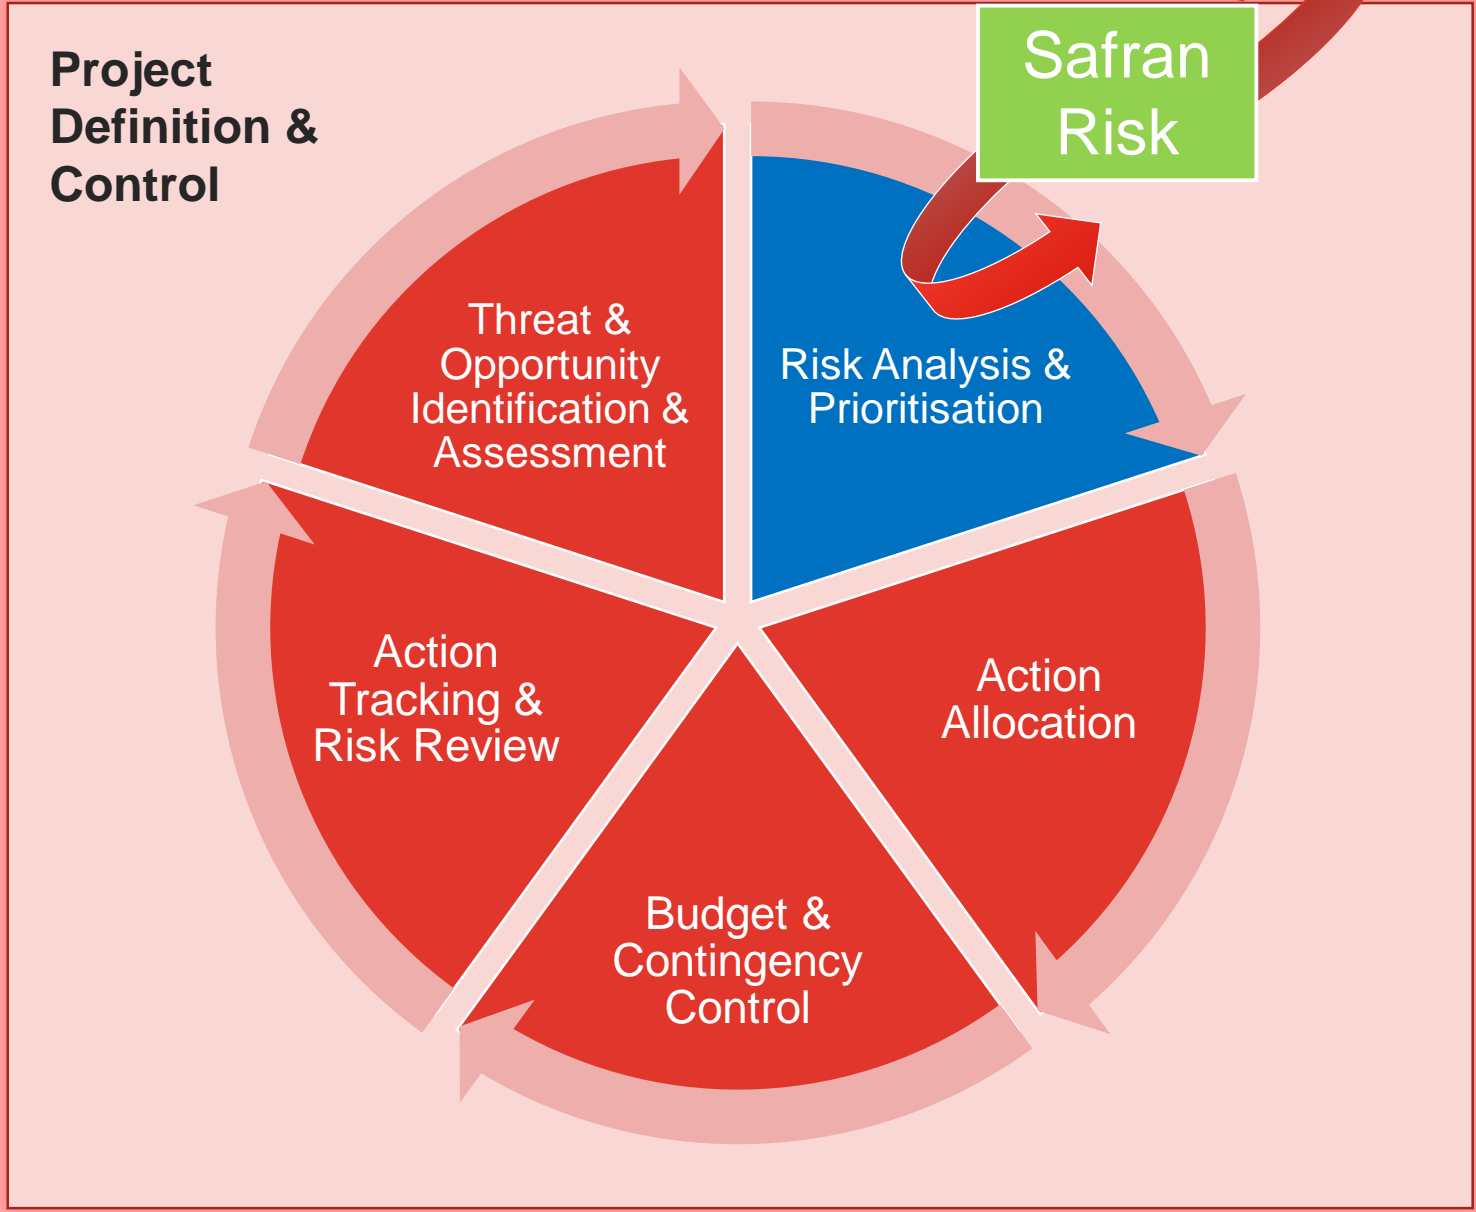 Project
Definition &
Control
Safran
Risk
Threat &
Opportunity
Identification &
Assessment
Risk Analysis &
Prioritisation
Action
Tracking &
Risk Review
Action
Allocation
Budget &
Contingency
Control